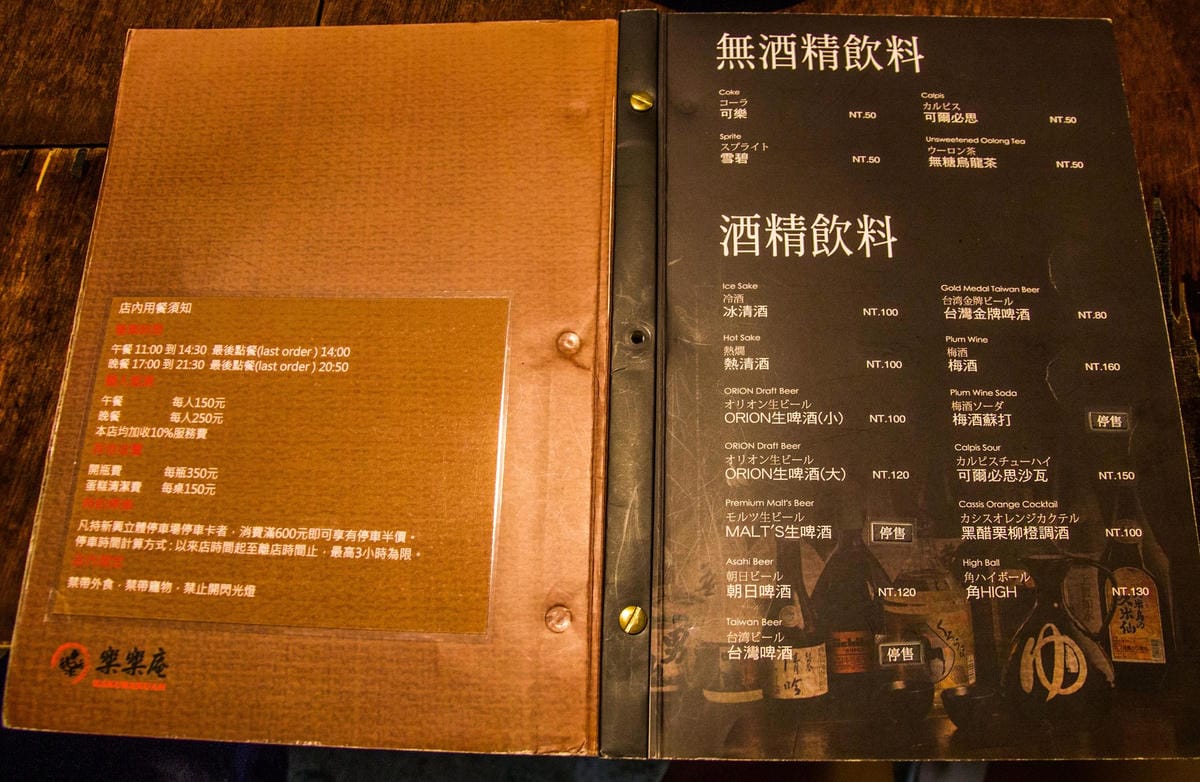 店內用餐須知
午餐 11:00 到 14:30 最後點餐(last order ) 14:00
晚餐 17:00 到 21:30 最後點餐(last order ) 20:50
午餐 每人150元
晚餐 每人250元
本店均加收10%服務費
開瓶費 每瓶350元
蛋糕清潔費 每桌150元
凡持新興立體停車場停車卡者，消費滿600元即可享有停車半價。
停車時間計算方式：以來店時間起至離店時間止，最高3小時為限。
禁帶外食，禁帶寵物，禁止開閃光燈
樂樂庵
無酒精飲料
Coke
コーラ
可樂 NT.50
Sprite
スプライト
雪碧 NT.50
Calpis
カルピス
可爾必思 NT.50
Unsweetened Oolong Tea
ウーロン茶
無糖烏龍茶 NT.50
酒精飲料
Ice Sake
冷酒
冰清酒 NT.100
Hot Sake
熱燗
熱清酒 NT.100
ORION Draft Beer
オリオン生ビール
ORION生啤酒(小) NT.100
ORION Draft Beer
オリオン生ビール
ORION生啤酒(大) NT.120
Premium Malt's Beer
モルツ生ビール
MALT'S生啤酒 停售
Asahi Beer
朝日ビール
朝日啤酒 NT.120
Taiwan Beer
台湾ビール
台灣啤酒 停售
Gold Medal Taiwan Beer
台湾金牌ビール
台灣金牌啤酒 NT.80
Plum Wine
梅酒
梅酒 NT.160
Plum Wine Soda
梅酒ソーダ
梅酒蘇打 停售
Calpis Sour
カルピスチューハイ
可爾必思沙瓦 NT.150
Cassis Orange Cocktail
カシスオレンジカクテル
黑醋栗柳橙調酒 NT.100
High Ball
角ハイボール
角HIGH NT.130
ゆ
久米仙